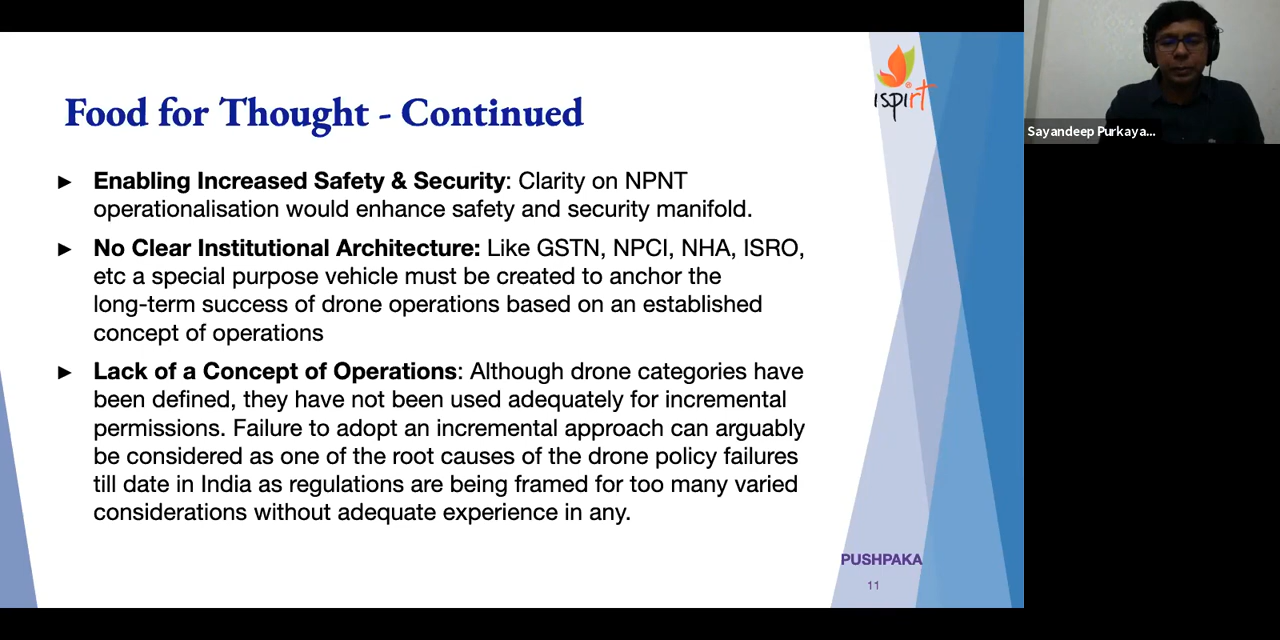 Food for Thought - Continued
► Enabling Increased Safety & Security: Clarity on NPNT
operationalisation would enhance safety and security manifold.
► No Clear Institutional Architecture: Like GSTN, NPCI, NHA, ISRO,
etc a special purpose vehicle must be created to anchor the
long-term success of drone operations based on an established
concept of operations
► Lack of a Concept of Operations: Although drone categories have
been defined, they have not been used adequately for incremental
permissions. Failure to adopt an incremental approach can arguably
be considered as one of the root causes of the drone policy failures
till date in India as regulations are being framed for too many varied
considerations without adequate experience in any.
ispirt
PUSHPAKA
11
Sayandeep Purkaya...